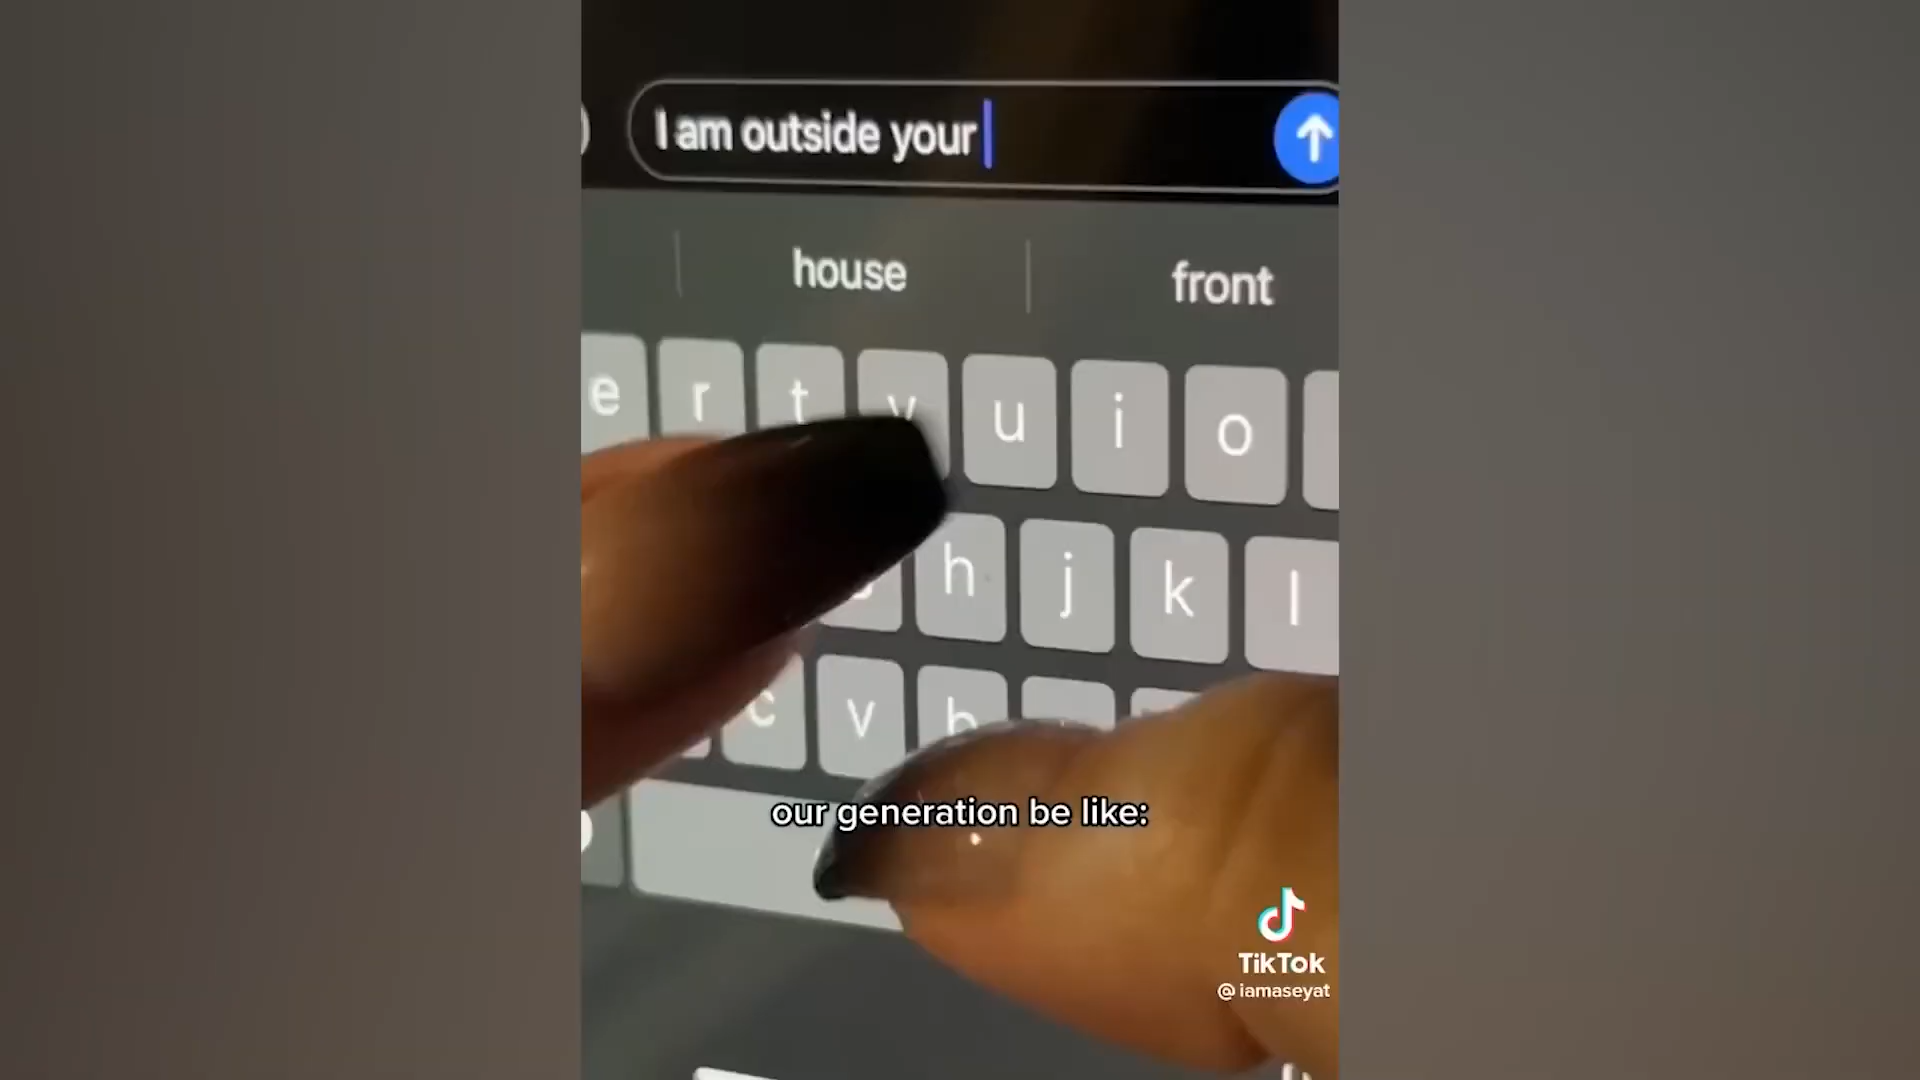 I am outside your
house front
e r t y u i o
h j k l
c v b
our generation be like:
TikTok
@iamaseyat